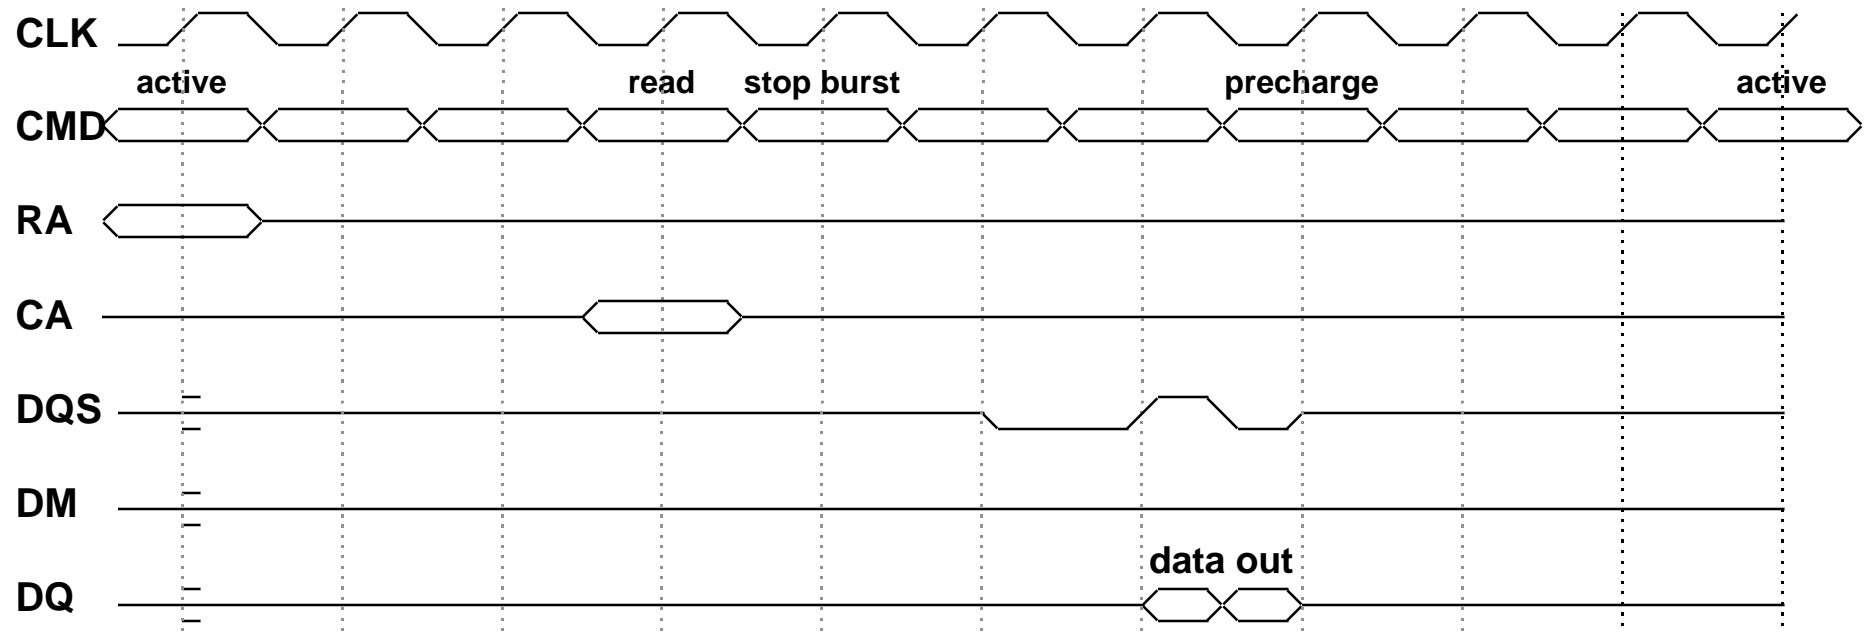 CLK
active read stop burst precharge active
CMD
RA
CA
DQS
DM
data out
DQ